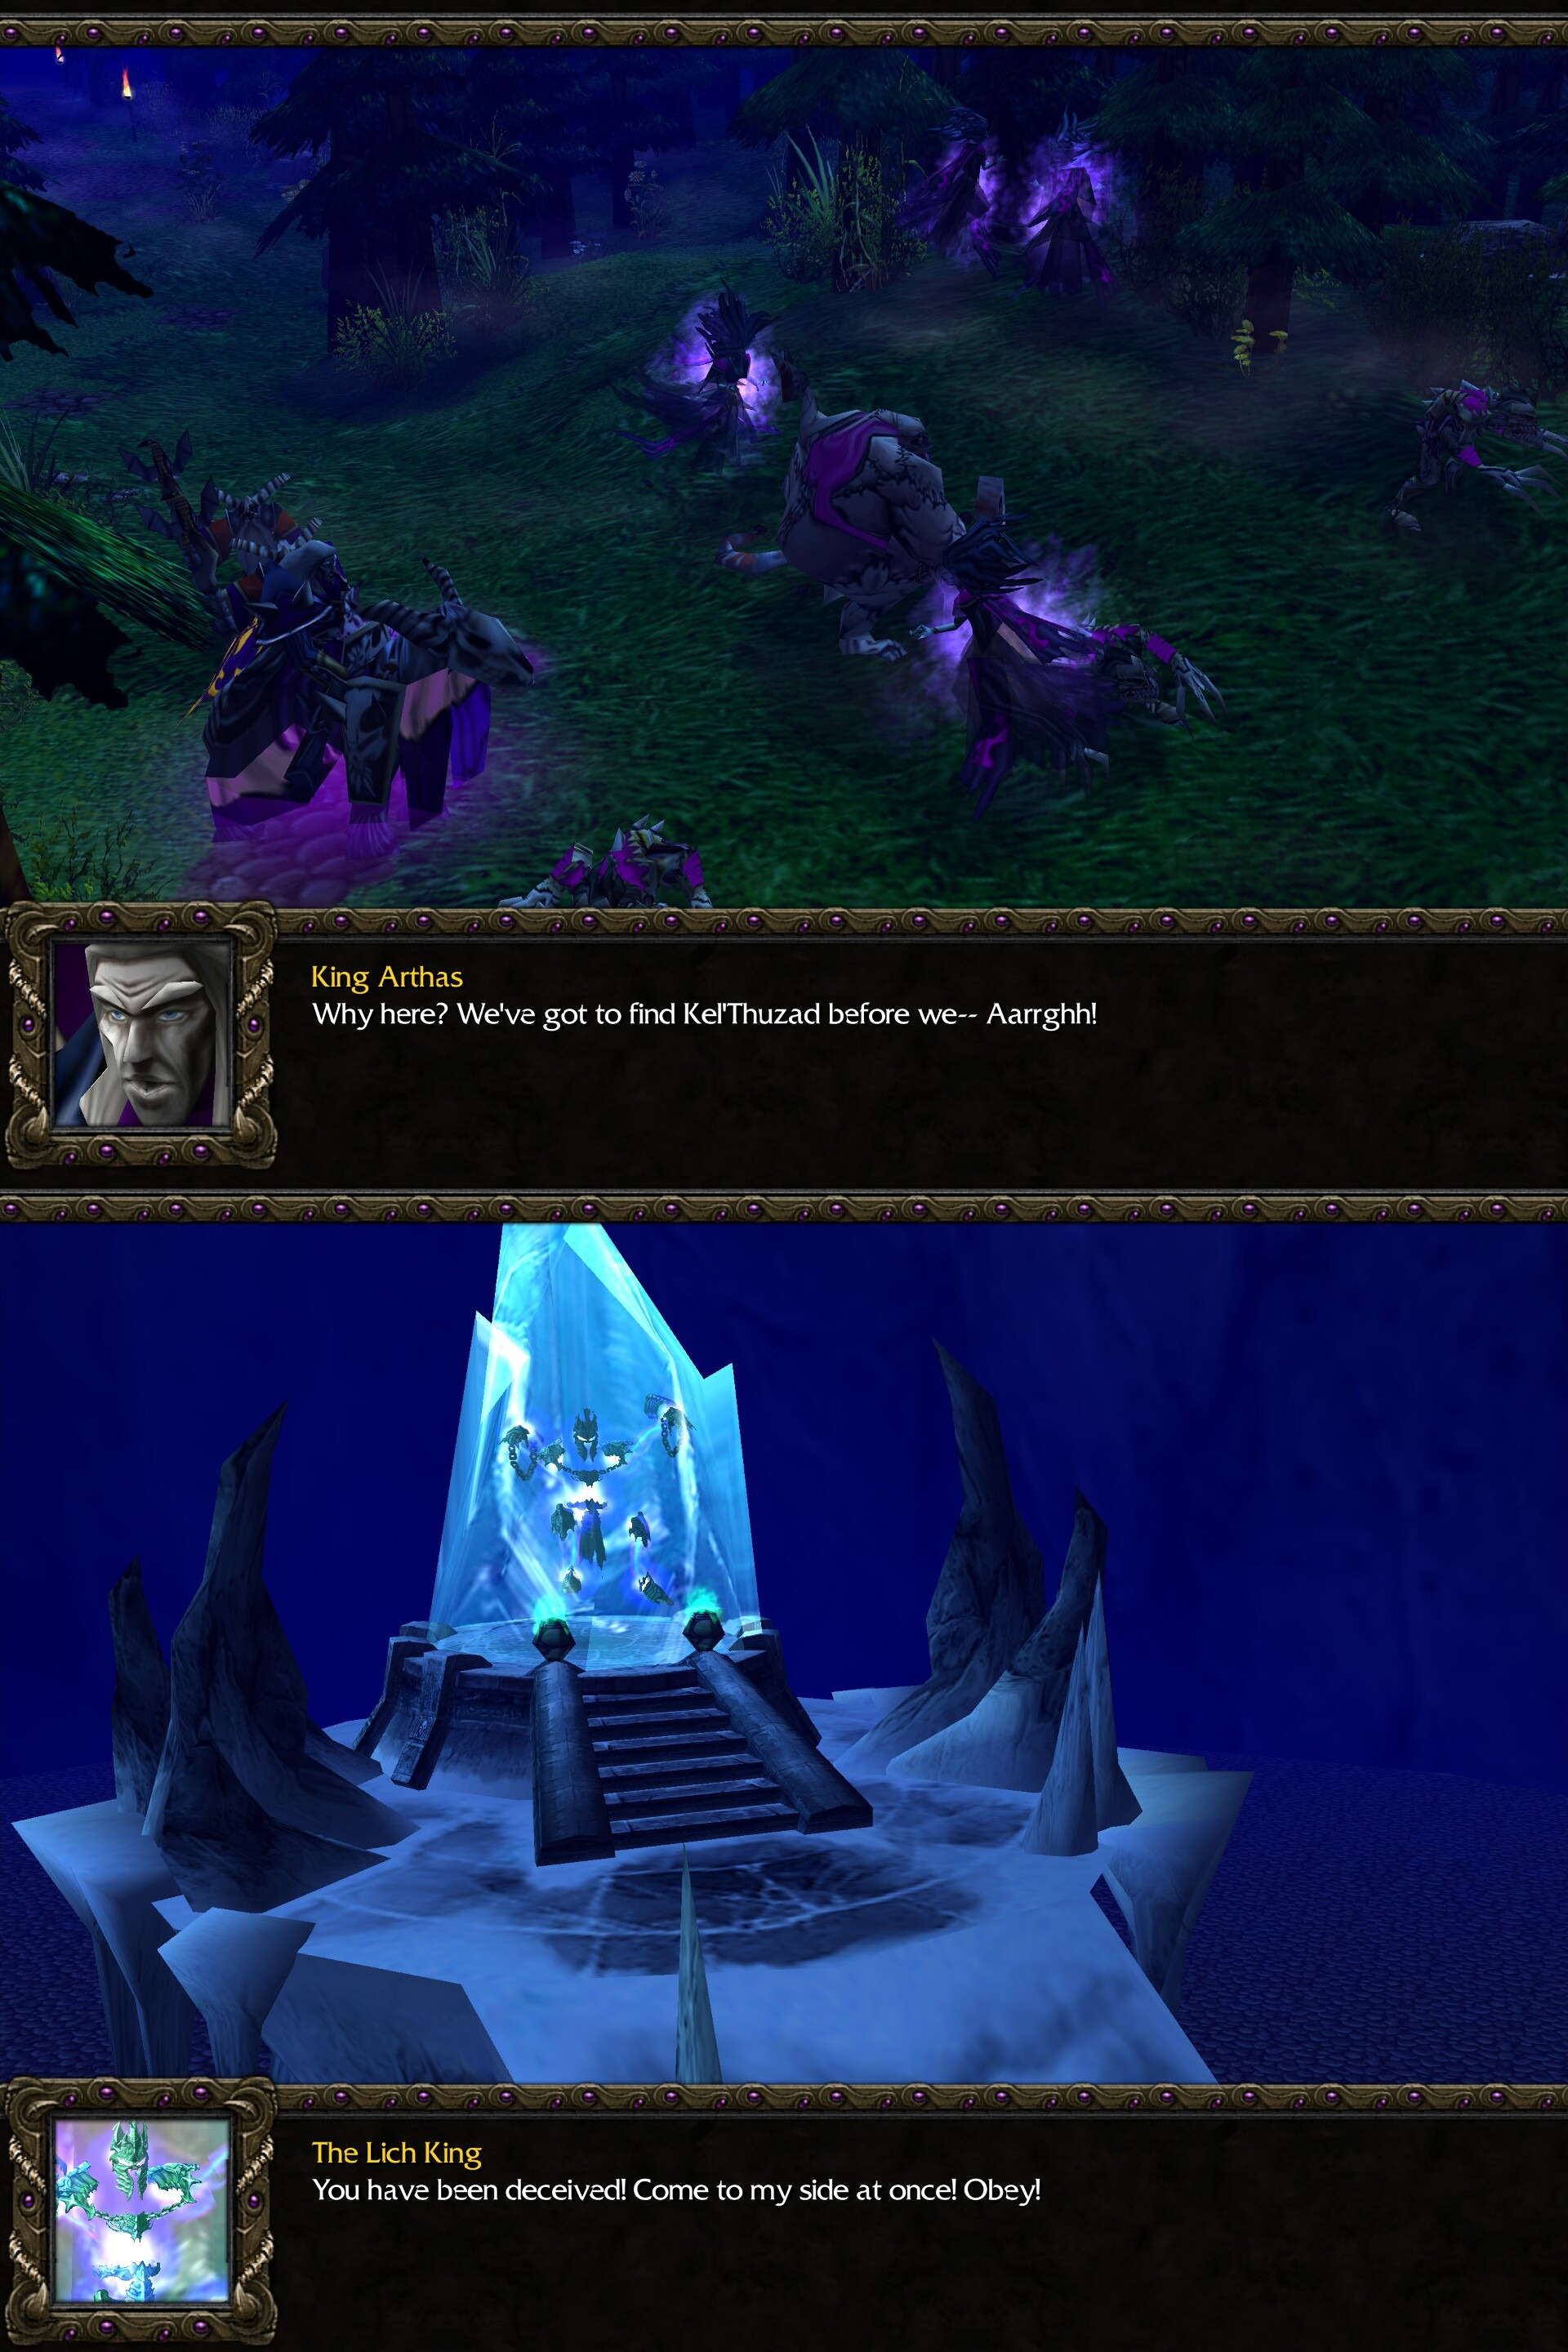 King Arthas
Why here? We've got to find Kel'Thuzad before we-- Aarrghh!
The Lich King
You have been deceived! Come to my side at once! Obey!